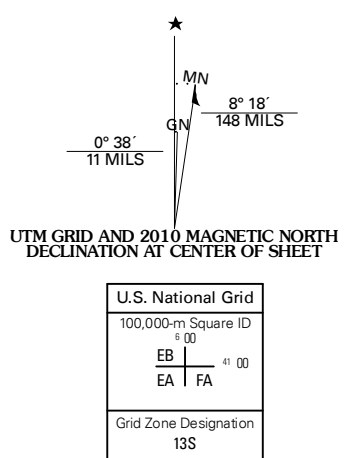 ★
MN
GN
8° 18´
148 MILS
0° 38´
11 MILS
UTM GRID AND 2010 MAGNETIC NORTH
DECLINATION AT CENTER OF SHEET
U.S. National Grid
100,000-m Square ID
6 00
EB
41 00
EA FA
Grid Zone Designation
13S